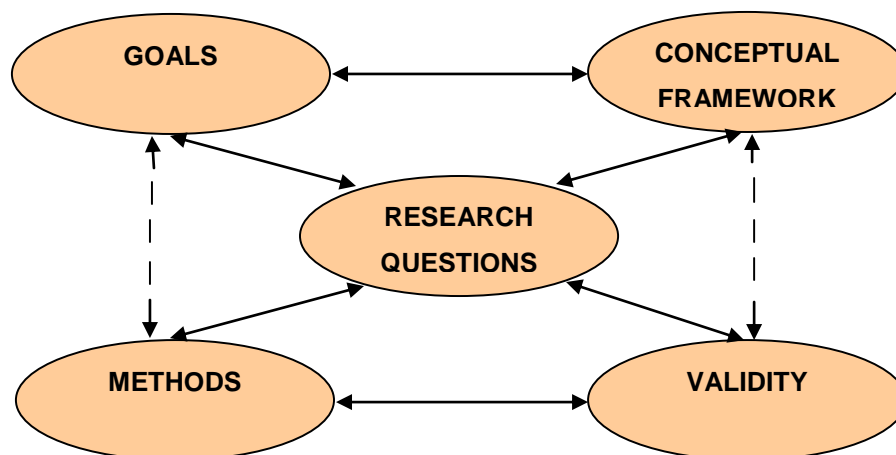 GOALS
CONCEPTUAL
FRAMEWORK
RESEARCH
QUESTIONS
METHODS
VALIDITY